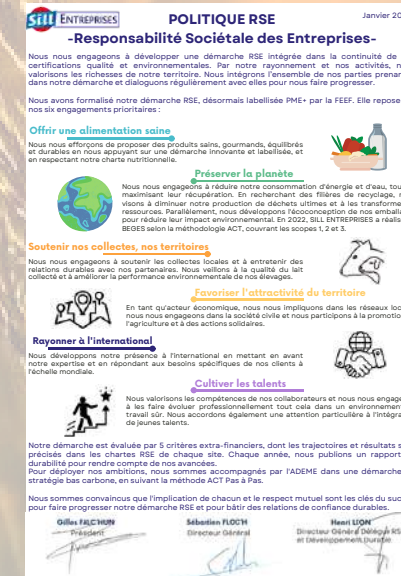 Sill ENTREPRISES
POLITIQUE RSE
Janvier 20
-Responsabilité Sociétale des Entreprises-
Nous nous engageons à développer une démarche RSE intégrée dans la continuité de
certifications qualité et environnementales. Par notre rayonnement et nos activités, n
valorisons les richesses de notre territoire. Nous intégrons l'ensemble de nos parties prenan
dans notre démarche et dialoguons régulièrement avec elles pour nous faire progresser.
Nous avons formalisé notre démarche RSE, désormais labellisée PME+ par la FEEF. Elle repose
nos six engagements prioritaires :
Offrir une alimentation saine
Nous nous efforçons de proposer des produits sains, gourmands, équilibrés
et durables en nous appuyant sur une démarche innovante et labellisée, et
en respectant notre charte nutritionnelle.
Préserver la planète
Nous nous engageons à réduire notre consommation d'énergie et d'eau, tou
maximisant leur récupération. En recherchant des filières de recyclage, n
visons à diminuer notre production de déchets ultimes et à les transforme
ressources. Parallèlement, nous développons l'écoconception de nos emballa
pour réduire leur impact environnemental. En 2022, SILL ENTREPRISES a réalis
BEGES selon la méthodologie ACT, couvrant les scopes 1, 2 et 3.
Soutenir nos collectes, nos territoires
Nous nous engageons à soutenir les collectes locales et à entretenir des
relations durables avec nos partenaires. Nous veillons à la qualité du lait
collecté et à améliorer la performance environnementale de nos élevages.
Favoriser l'attractivité du territoire
En tant qu'acteur économique, nous nous impliquons dans les réseaux loc
nous nous engageons dans la société civile et nous participons à la promotio
l'agriculture et à des actions solidaires.
Rayonner à l'international
Nous développons notre présence à l'international en mettant en avant
notre expertise et en répondant aux besoins spécifiques de nos clients à
l'échelle mondiale.
Cultiver les talents
Nous valorisons les compétences de nos collaborateurs et nous nous engage
à les faire évoluer professionnellement tout cela dans un environnement
travail sûr. Nous accordons également une attention particulière à l'intégra
de jeunes talents.
Notre démarche est évaluée par 5 critères extra-financiers, dont les trajectoires et résultats s
précisés dans les chartes RSE de chaque site. Chaque année, nous publions un rapport
durabilité pour rendre compte de nos avancées.
Pour déployer nos ambitions, nous sommes accompagnés par l'ADEME dans une démarche
stratégie bas carbone, en suivant la méthode ACT Pas à Pas.
Nous sommes convaincus que l'implication de chacun et le respect mutuel sont les clés du suc
pour faire progresser notre démarche RSE et pour bâtir des relations de confiance durables.
Gilles FALC'HUN
Président
Sébastien FLOC'H
Directeur Général
Henri LION
Directeur Général Délégué RS
et Développement Durable